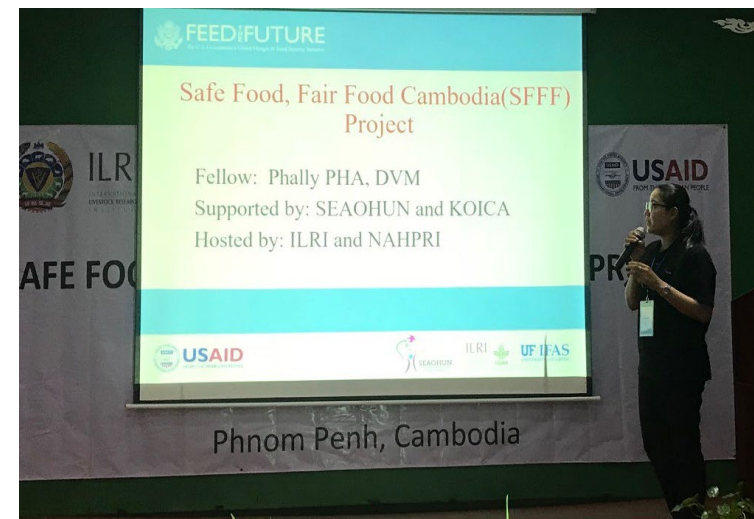 FEED THE FUTURE
Safe Food, Fair Food Cambodia(SFFF)
Project
Fellow: Phally PHA, DVM
Supported by: SEAOHUN and KOICA
Hosted by: ILRI and NAHPRI
USAID
SEAOHUN
ILRI
UF IFAS
ILR
USAID
AFE FOO
PR
Phnom Penh, Cambodia